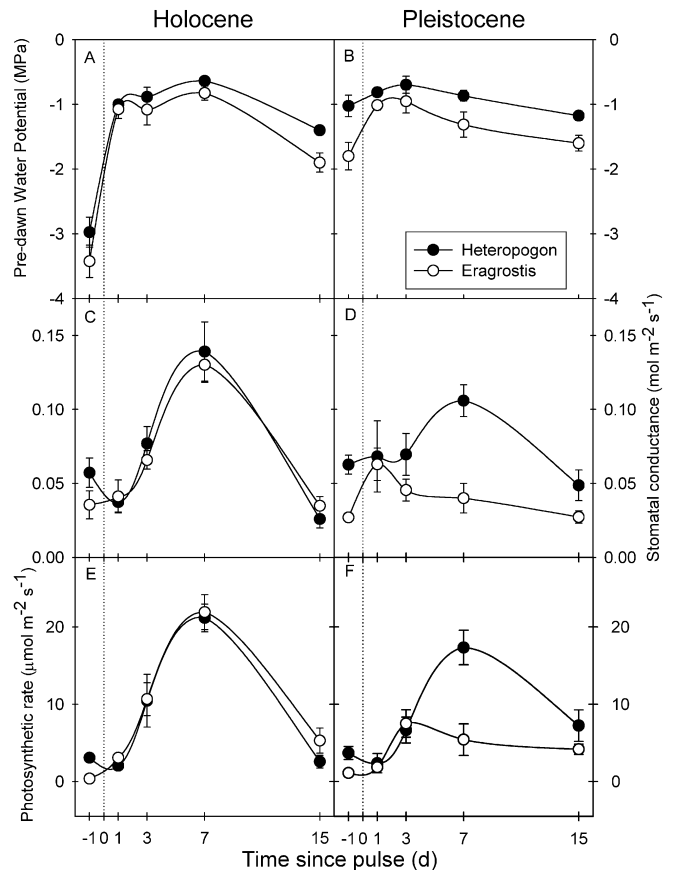 Holocene Pleistocene
A B
0 0
-1 -1
-2 -2
-3 -3
-4 -4
Pre-dawn Water Potential (MPa)
Heteropogon
Eragrostis
C D
0.15 0.15
0.10 0.10
0.05 0.05
0.00 0.00
Stomatal conductance (mol m-2 s-1)
E F
20 20
10 10
0 0
Photosynthetic rate (μmol m-2 s-1)
-1 0 1 3 7 15 -1 0 1 3 7 15
Time since pulse (d)